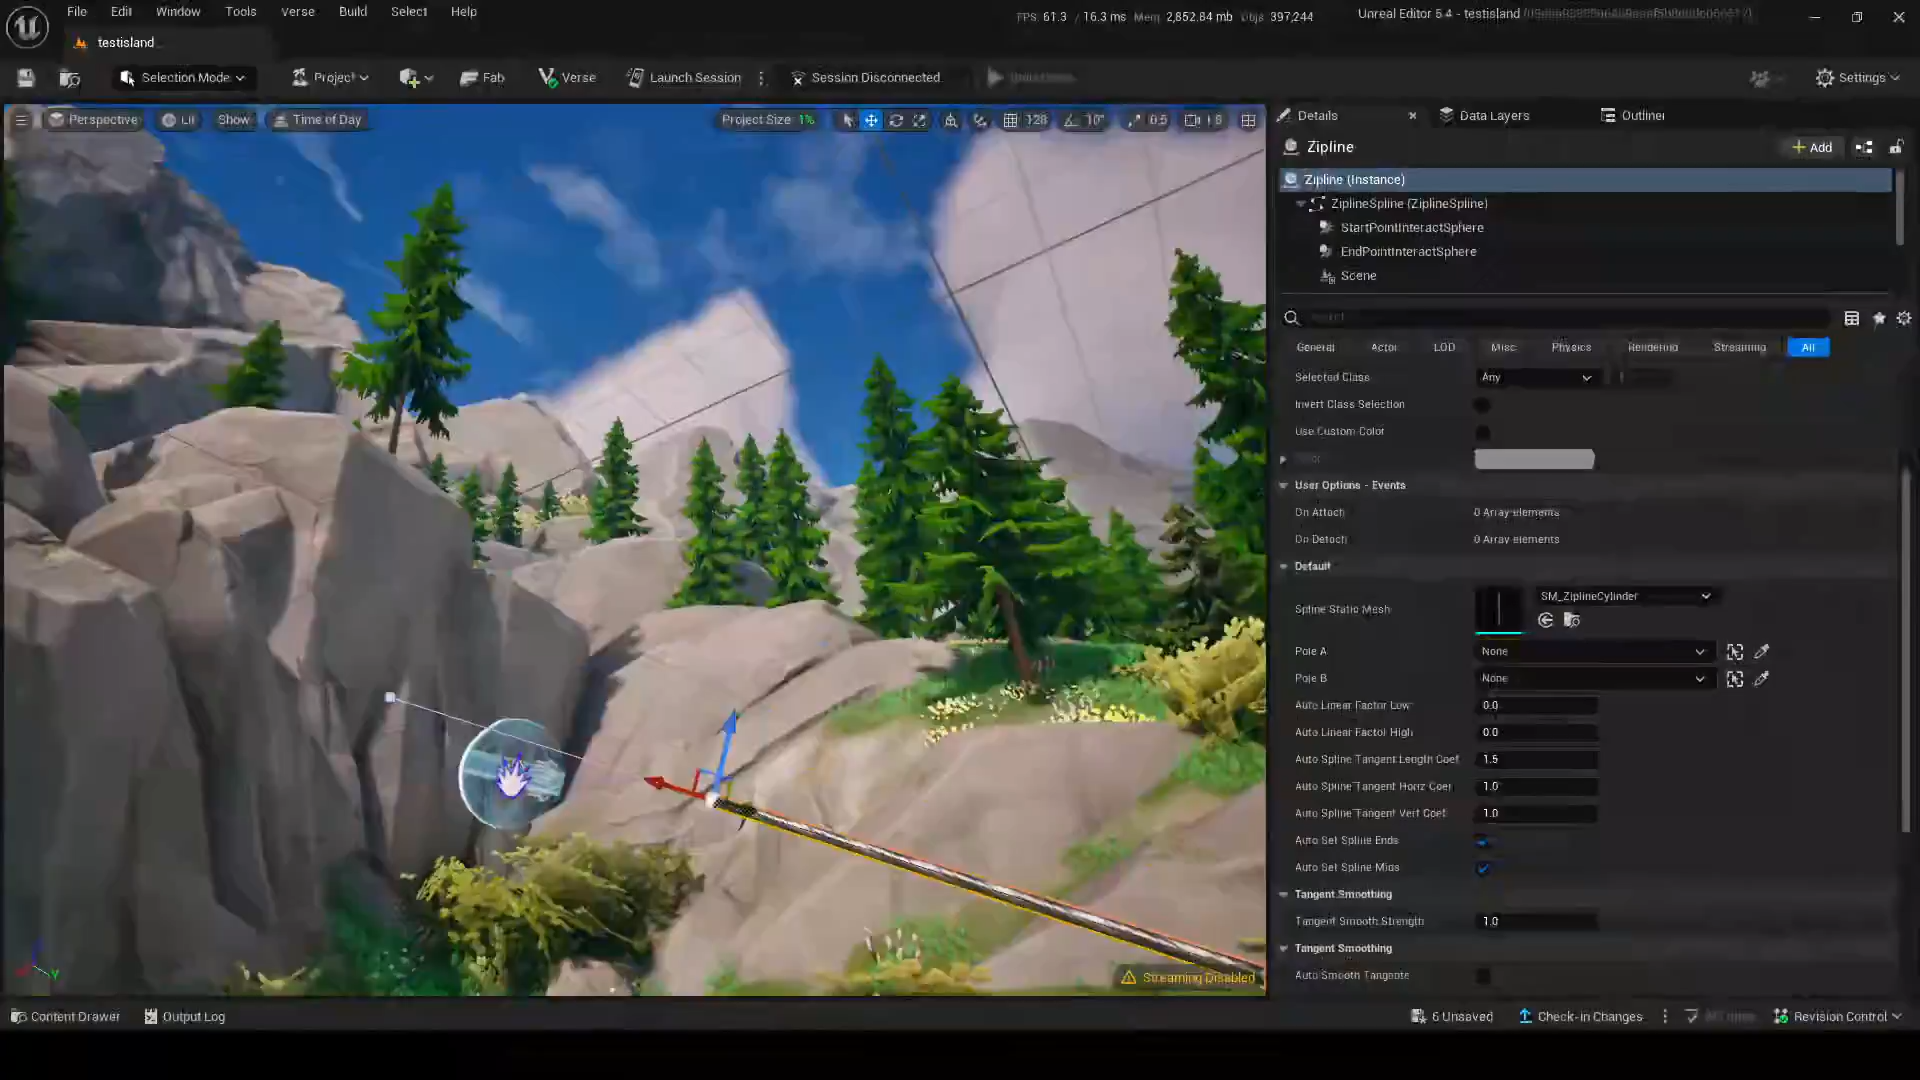 File Edit Window Tools Verse Build Select Help
FPS: 61.3 / 16.3 ms Mem: 2,852.84 mb Objs: 397,244
Unreal Editor 5.4 - testisland
testisland
Selection Mode
Project
Fab
Verse
Launch Session
Session Disconnected
Settings
Perspective
Lit
Show
Time of Day
Project Size 1%
128
10°
0.5
8
Details
Data Layers
Outliner
Zipline
Add
Zipline (Instance)
ZiplineSpline (ZiplineSpline)
StartPointInteractSphere
EndPointInteractSphere
Scene
Search
General Actor LOD Misc Physics Rendering Streaming All
Selected Class Any
Invert Class Selection
Use Custom Color
User Options - Events
On Attach 0 Array elements
On Detach 0 Array elements
Default
Spline Static Mesh SM_ZiplineCylinder
Pole A None
Pole B None
Auto Linear Factor Low 0.0
Auto Linear Factor High 0.0
Auto Spline Tangent Length Coef 1.5
Auto Spline Tangent Horiz Coef 1.0
Auto Spline Tangent Vert Coef 1.0
Auto Set Spline Ends
Auto Set Spline Mids
Tangent Smoothing
Tangent Smooth Strength 1.0
Tangent Smoothing
Auto Smooth Tangents
Streaming Disabled
Content Drawer
Output Log
6 Unsaved
Check-in Changes
Revision Control